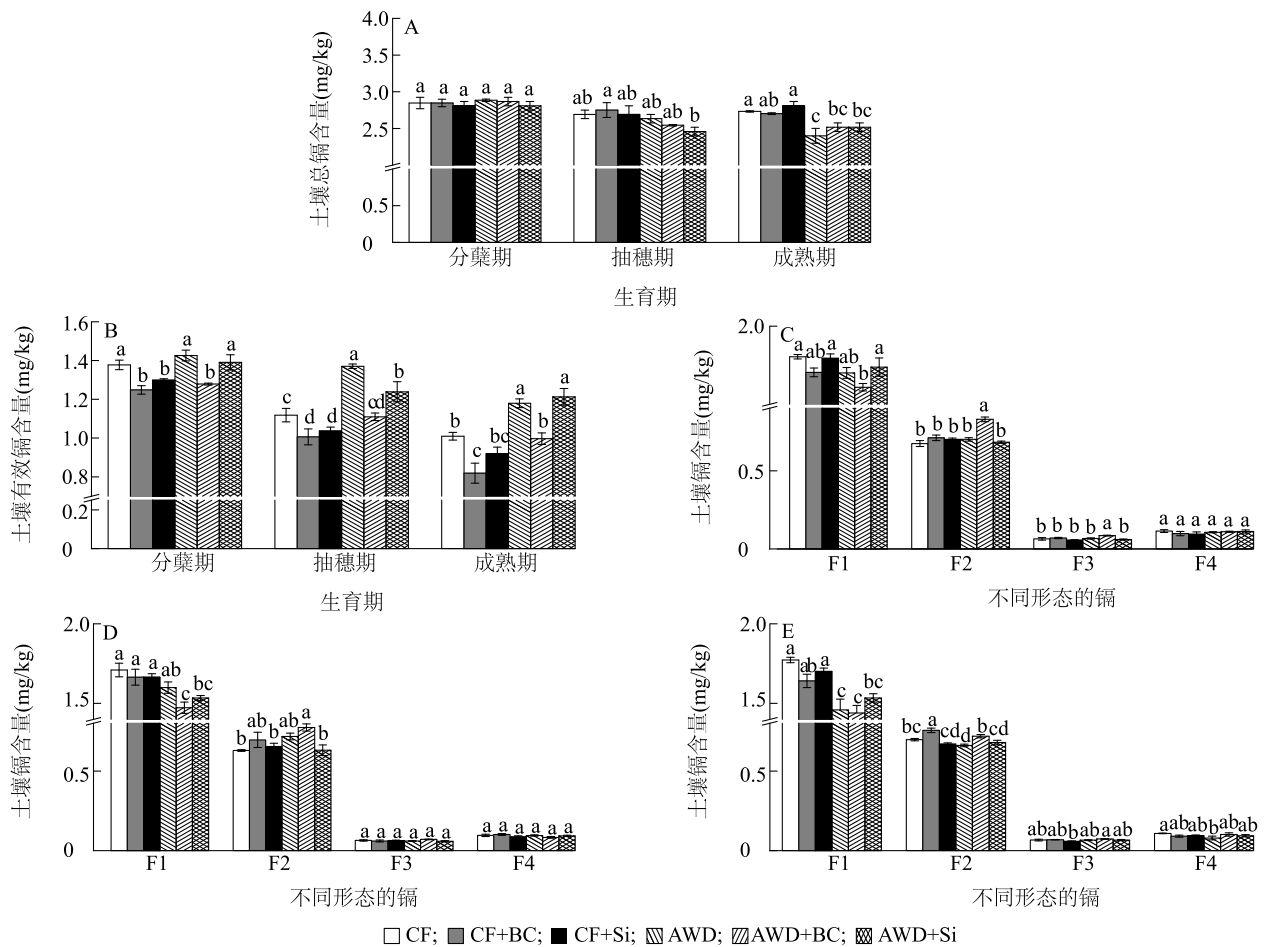 A
土壤总镉含量(mg/kg)
4.0
3.5
3.0
2.5
0.5
0
a a a a a a
ab a ab ab ab b
a ab a c bc bc
分蘖期 抽穗期 成熟期
生育期
B
土壤有效镉含量(mg/kg)
1.6
1.4
1.2
1.0
0.8
0.2
0
a b b a b a
c d d a cd b
b c bc a b a
分蘖期 抽穗期 成熟期
生育期
C
土壤镉含量(mg/kg)
2.0
0.5
0
a ab a ab b a
b b b b a b
b b b b a b
a a a a a a
F1 F2 F3 F4
不同形态的镉
D
土壤镉含量(mg/kg)
2.0
1.5
0.5
0
a a a ab c bc
b ab b ab a b
a a a a a a
a a a a a a
F1 F2 F3 F4
不同形态的镉
E
土壤镉含量(mg/kg)
2.0
1.5
0.5
0
a ab a c c bc
bc a cd d b cd
ab ab b ab a ab
a ab ab b ab ab
F1 F2 F3 F4
不同形态的镉
CF; CF+BC; CF+Si; AWD; AWD+BC; AWD+Si